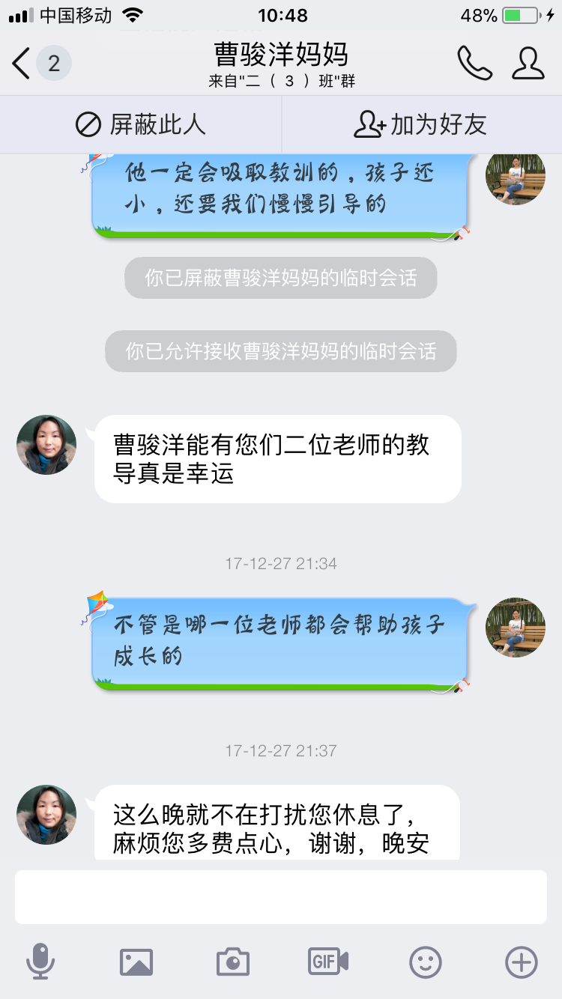 中国移动
10:48
48%
2
曹骏洋妈妈
来自"二（3）班"群
屏蔽此人
加为好友
他一定会吸取教训的，孩子还
小，还要我们慢慢引导的
你已屏蔽曹骏洋妈妈的临时会话
你已允许接收曹骏洋妈妈的临时会话
曹骏洋能有您们二位老师的教
导真是幸运
17-12-27 21:34
不管是哪一位老师都会帮助孩子
成长的
17-12-27 21:37
这么晚就不在打扰您休息了，
麻烦您多费点心，谢谢，晚安
GIF